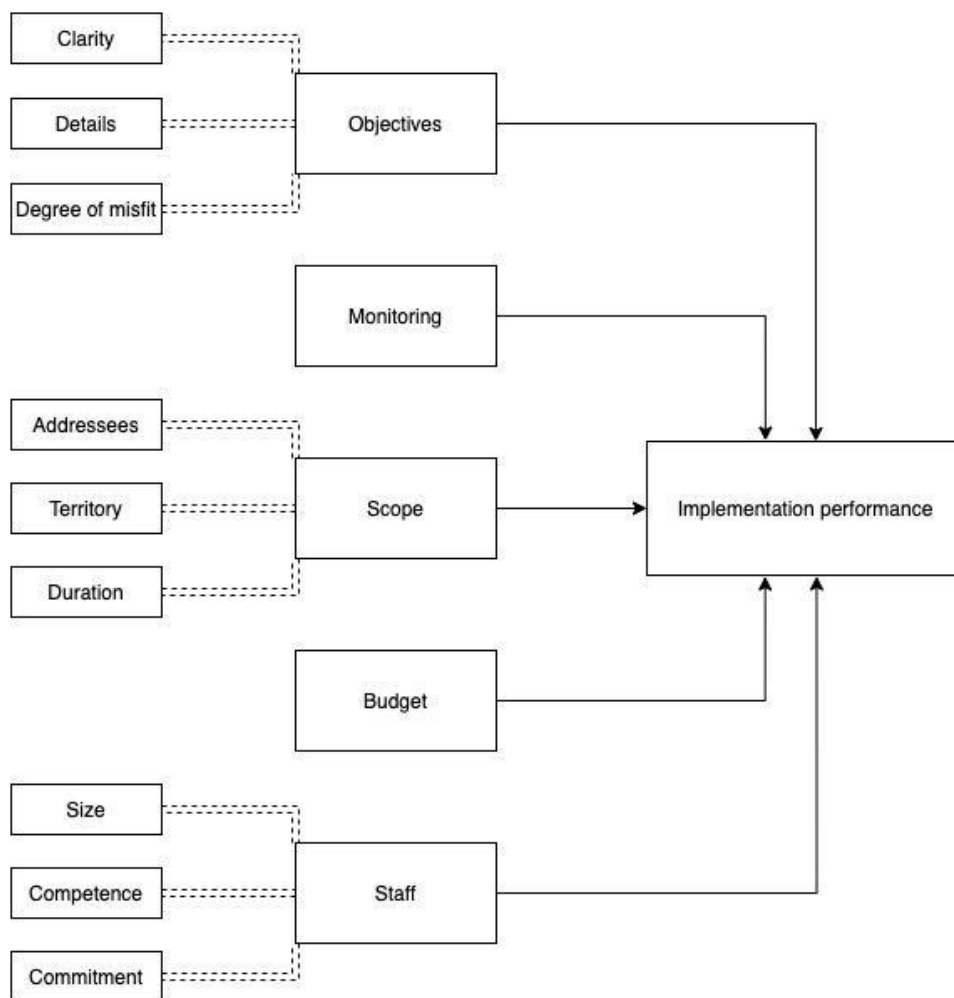 Clarity
Details
Degree of misfit
Objectives
Monitoring
Addressees
Territory
Duration
Scope
Implementation performance
Budget
Size
Competence
Commitment
Staff